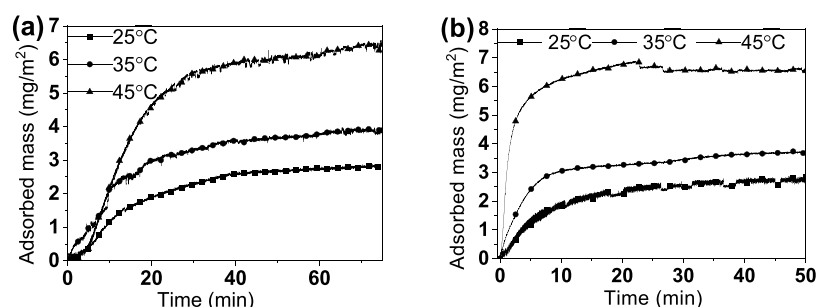 (a)
25°C
35°C
45°C
Adsorbed mass (mg/m²)
7
6
5
4
3
2
1
0
0 20 40 60
Time (min)
(b)
25°C 35°C 45°C
Adsorbed mass (mg/m²)
8
7
6
5
4
3
2
1
0
0 10 20 30 40 50
Time (min)